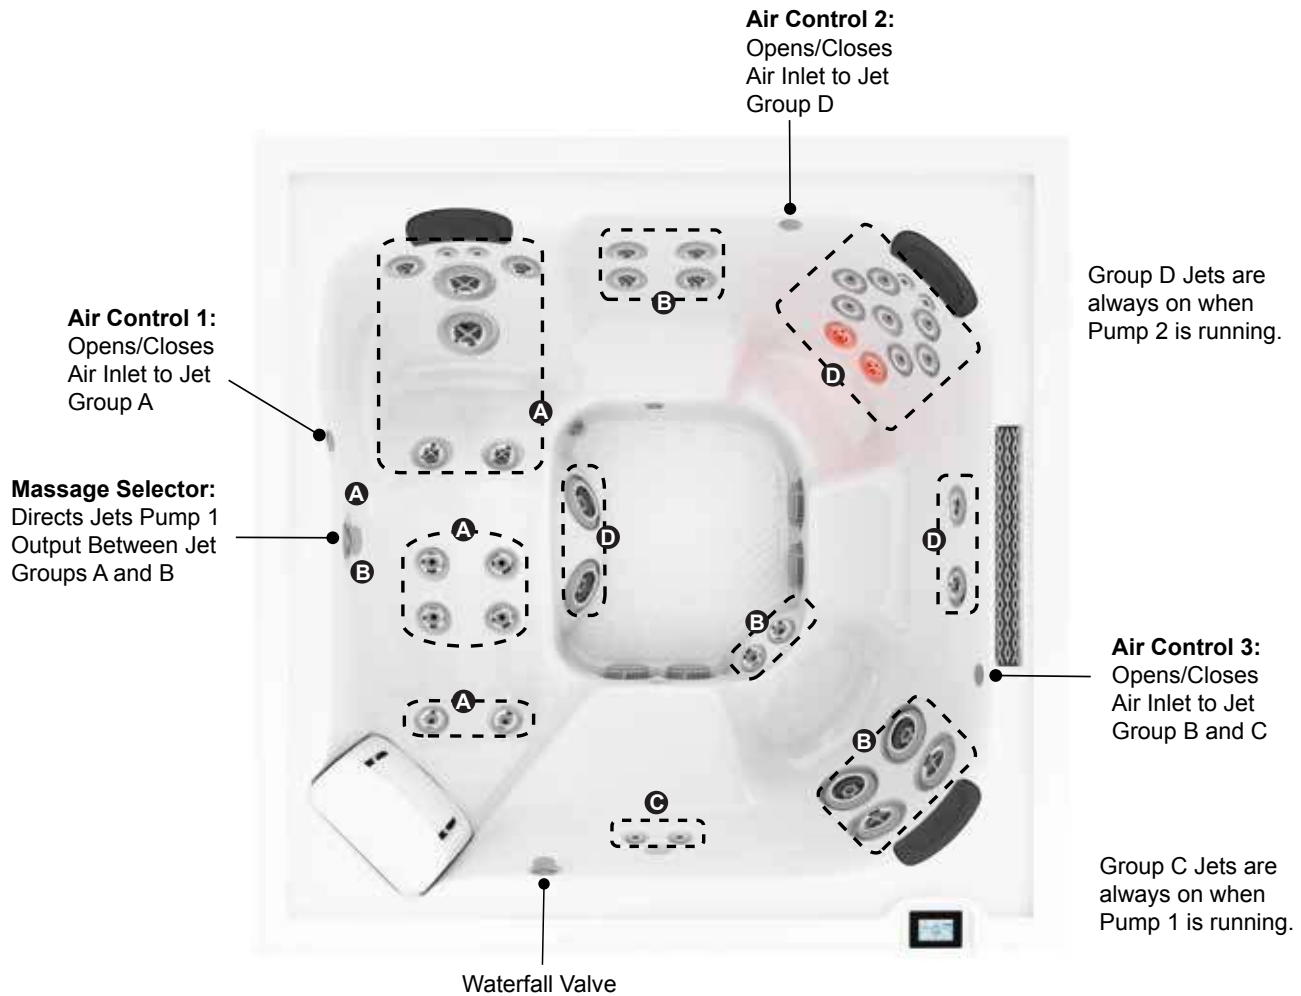 Air Control 2:
Opens/Closes
Air Inlet to Jet
Group D
Group D Jets are
always on when
Pump 2 is running.
Air Control 1:
Opens/Closes
Air Inlet to Jet
Group A
Massage Selector:
Directs Jets Pump 1
Output Between Jet
Groups A and B
B
D
A
A
B
A
D
D
B
A
B
C
Air Control 3:
Opens/Closes
Air Inlet to Jet
Group B and C
Group C Jets are
always on when
Pump 1 is running.
Waterfall Valve